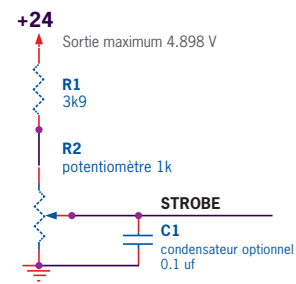 +24
Sortie maximum 4.898 V
R1
3k9
R2
potentiomètre 1k
STROBE
C1
condensateur optionnel
0.1 uf